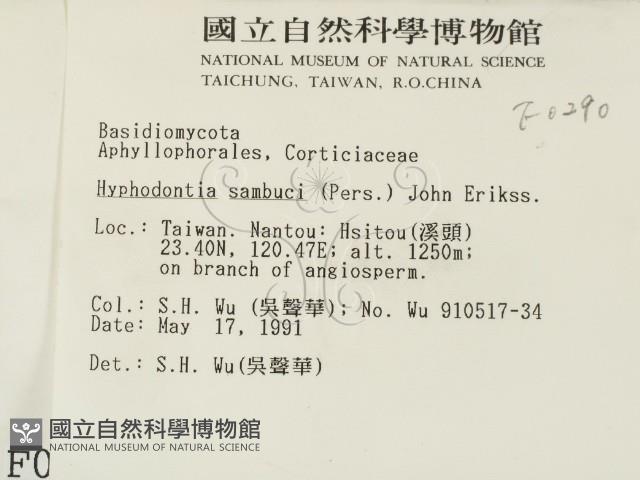 國立自然科學博物館
NATIONAL MUSEUM OF NATURAL SCIENCE
TAICHUNG, TAIWAN, R.O.CHINA
F0290
Basidiomycota
Aphyllophorales, Corticiaceae
Hyphodontia sambuci (Pers.) John Erikss.
Loc.: Taiwan. Nantou: Hsitou(溪頭)
23.40N, 120.47E; alt. 1250m;
on branch of angiosperm.
Col.: S.H. Wu (吳聲華); No. Wu 910517-34
Date: May 17, 1991
Det.: S.H. Wu(吳聲華)
國立自然科學博物館
NATIONAL MUSEUM OF NATURAL SCIENCE